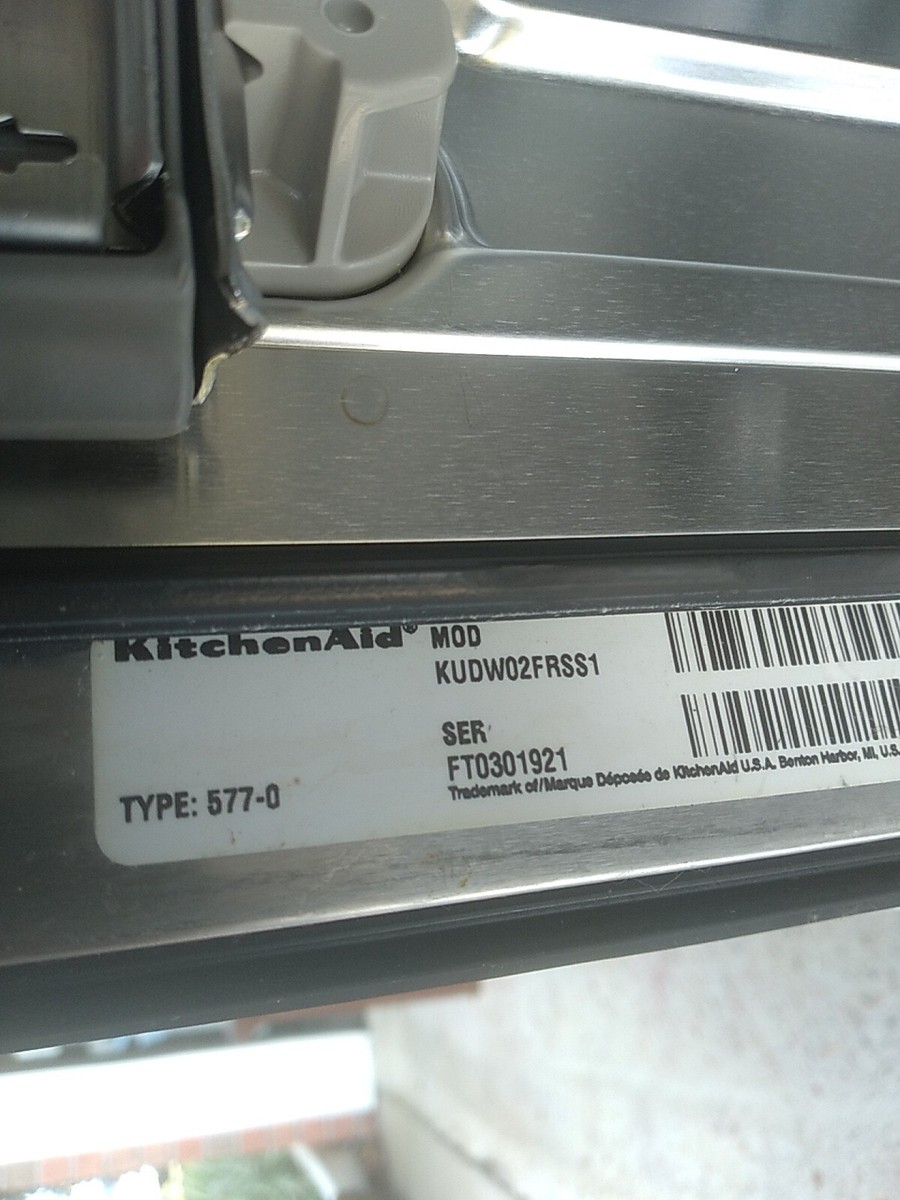 KitchenAid® MOD
KUDW02FRSS1
SER
FT0301921
Trademark of/Marque Déposée de KitchenAid U.S.A. Benton Harbor, MI, U.S.
TYPE: 577-0